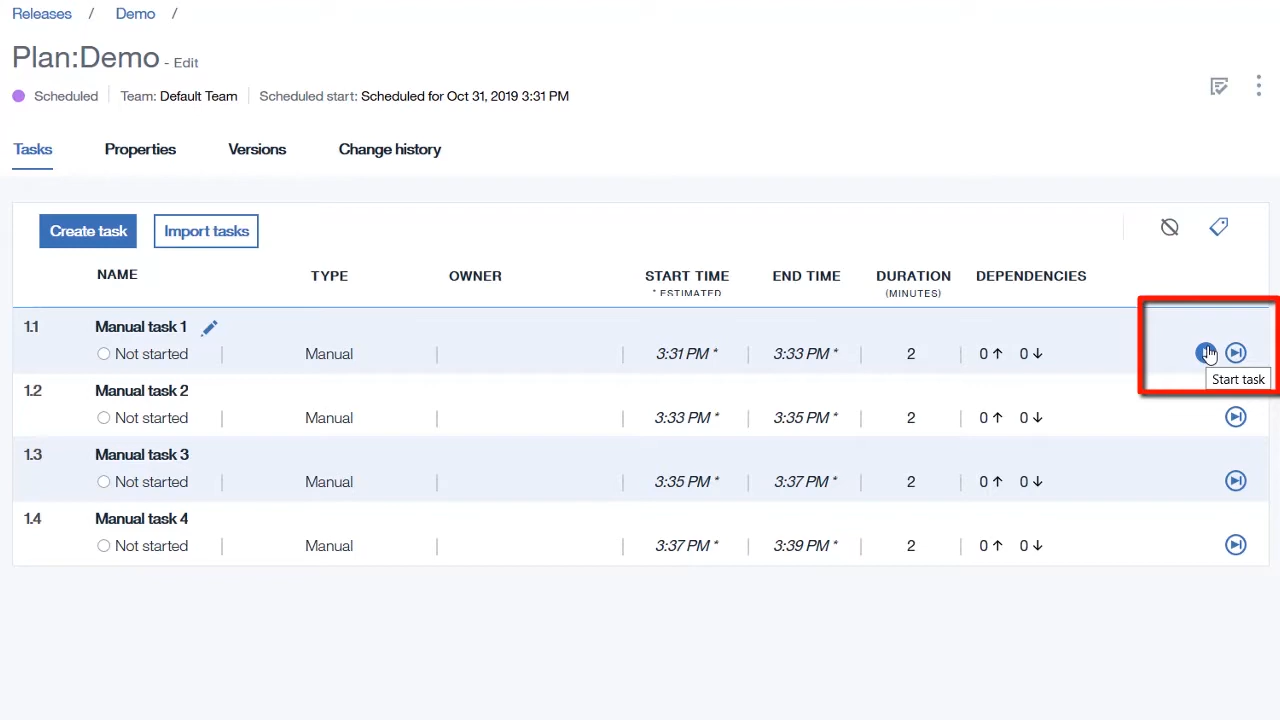 Releases / Demo /
Plan:Demo - Edit
Scheduled Team: Default Team Scheduled start: Scheduled for Oct 31, 2019 3:31 PM
Tasks Properties Versions Change history
Create task Import tasks
NAME TYPE OWNER START TIME END TIME DURATION DEPENDENCIES
* ESTIMATED (MINUTES)
1.1 Manual task 1
Not started Manual 3:31 PM * 3:33 PM * 2 0 ↑ 0 ↓
Start task
1.2 Manual task 2
Not started Manual 3:33 PM * 3:35 PM * 2 0 ↑ 0 ↓
1.3 Manual task 3
Not started Manual 3:35 PM * 3:37 PM * 2 0 ↑ 0 ↓
1.4 Manual task 4
Not started Manual 3:37 PM * 3:39 PM * 2 0 ↑ 0 ↓